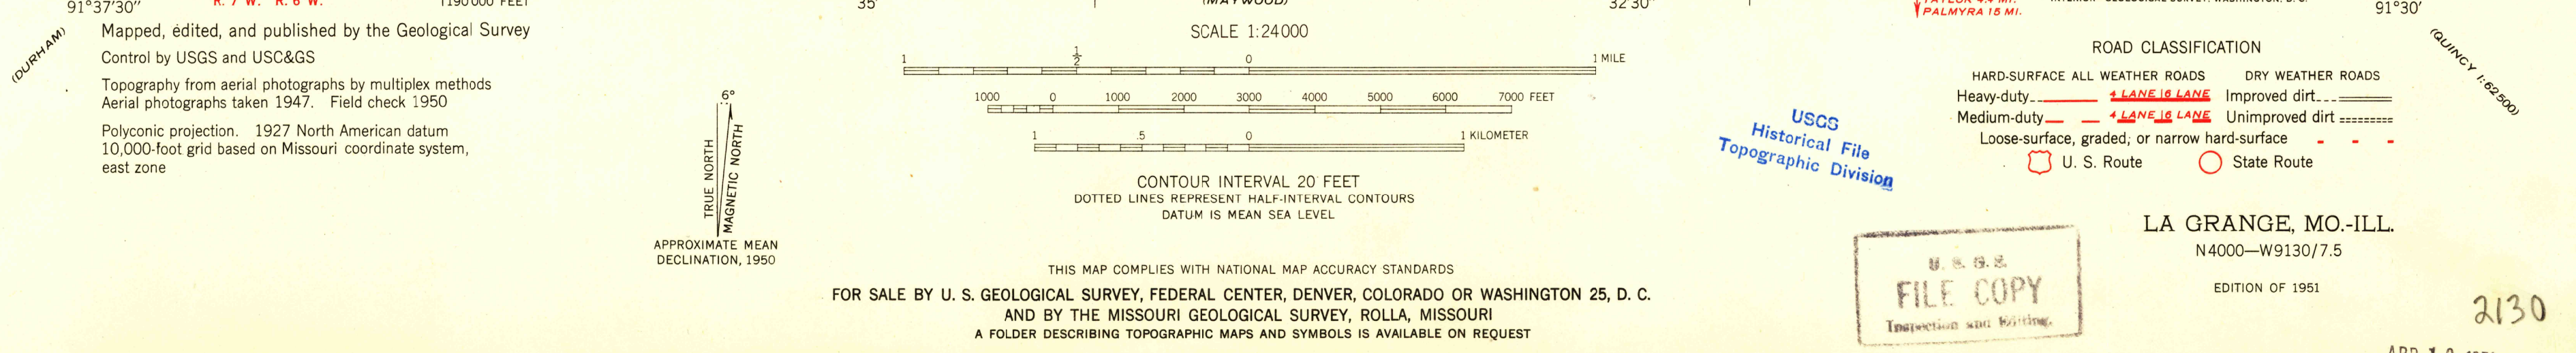 91°37'30"
R. 7 W. R. 6 W.
1 190 000 FEET
35'
(MAYWOOD)
32'30"
PALMYRA 15 MI.
INTERIOR—GEOLOGICAL SURVEY, WASHINGTON, D. C.
91°30'
(DURHAM)
Mapped, edited, and published by the Geological Survey
Control by USGS and USC&GS
Topography from aerial photographs by multiplex methods
Aerial photographs taken 1947. Field check 1950
Polyconic projection. 1927 North American datum
10,000-foot grid based on Missouri coordinate system,
east zone
6°
TRUE NORTH
MAGNETIC NORTH
APPROXIMATE MEAN
DECLINATION, 1950
SCALE 1:24000
1 ½ 0 1 MILE
1000 0 1000 2000 3000 4000 5000 6000 7000 FEET
1 .5 0 1 KILOMETER
CONTOUR INTERVAL 20 FEET
DOTTED LINES REPRESENT HALF-INTERVAL CONTOURS
DATUM IS MEAN SEA LEVEL
THIS MAP COMPLIES WITH NATIONAL MAP ACCURACY STANDARDS
FOR SALE BY U. S. GEOLOGICAL SURVEY, FEDERAL CENTER, DENVER, COLORADO OR WASHINGTON 25, D. C.
AND BY THE MISSOURI GEOLOGICAL SURVEY, ROLLA, MISSOURI
A FOLDER DESCRIBING TOPOGRAPHIC MAPS AND SYMBOLS IS AVAILABLE ON REQUEST
USGS
Historical File
Topographic Division
ROAD CLASSIFICATION
HARD-SURFACE ALL WEATHER ROADS DRY WEATHER ROADS
Heavy-duty 4 LANE 6 LANE Improved dirt
Medium-duty 4 LANE 6 LANE Unimproved dirt
Loose-surface, graded, or narrow hard-surface
U. S. Route State Route
(QUINCY 1:62500)
U. S. G. S.
FILE COPY
Inspection and Editing.
LA GRANGE, MO.-ILL.
N4000—W9130/7.5
EDITION OF 1951
2130